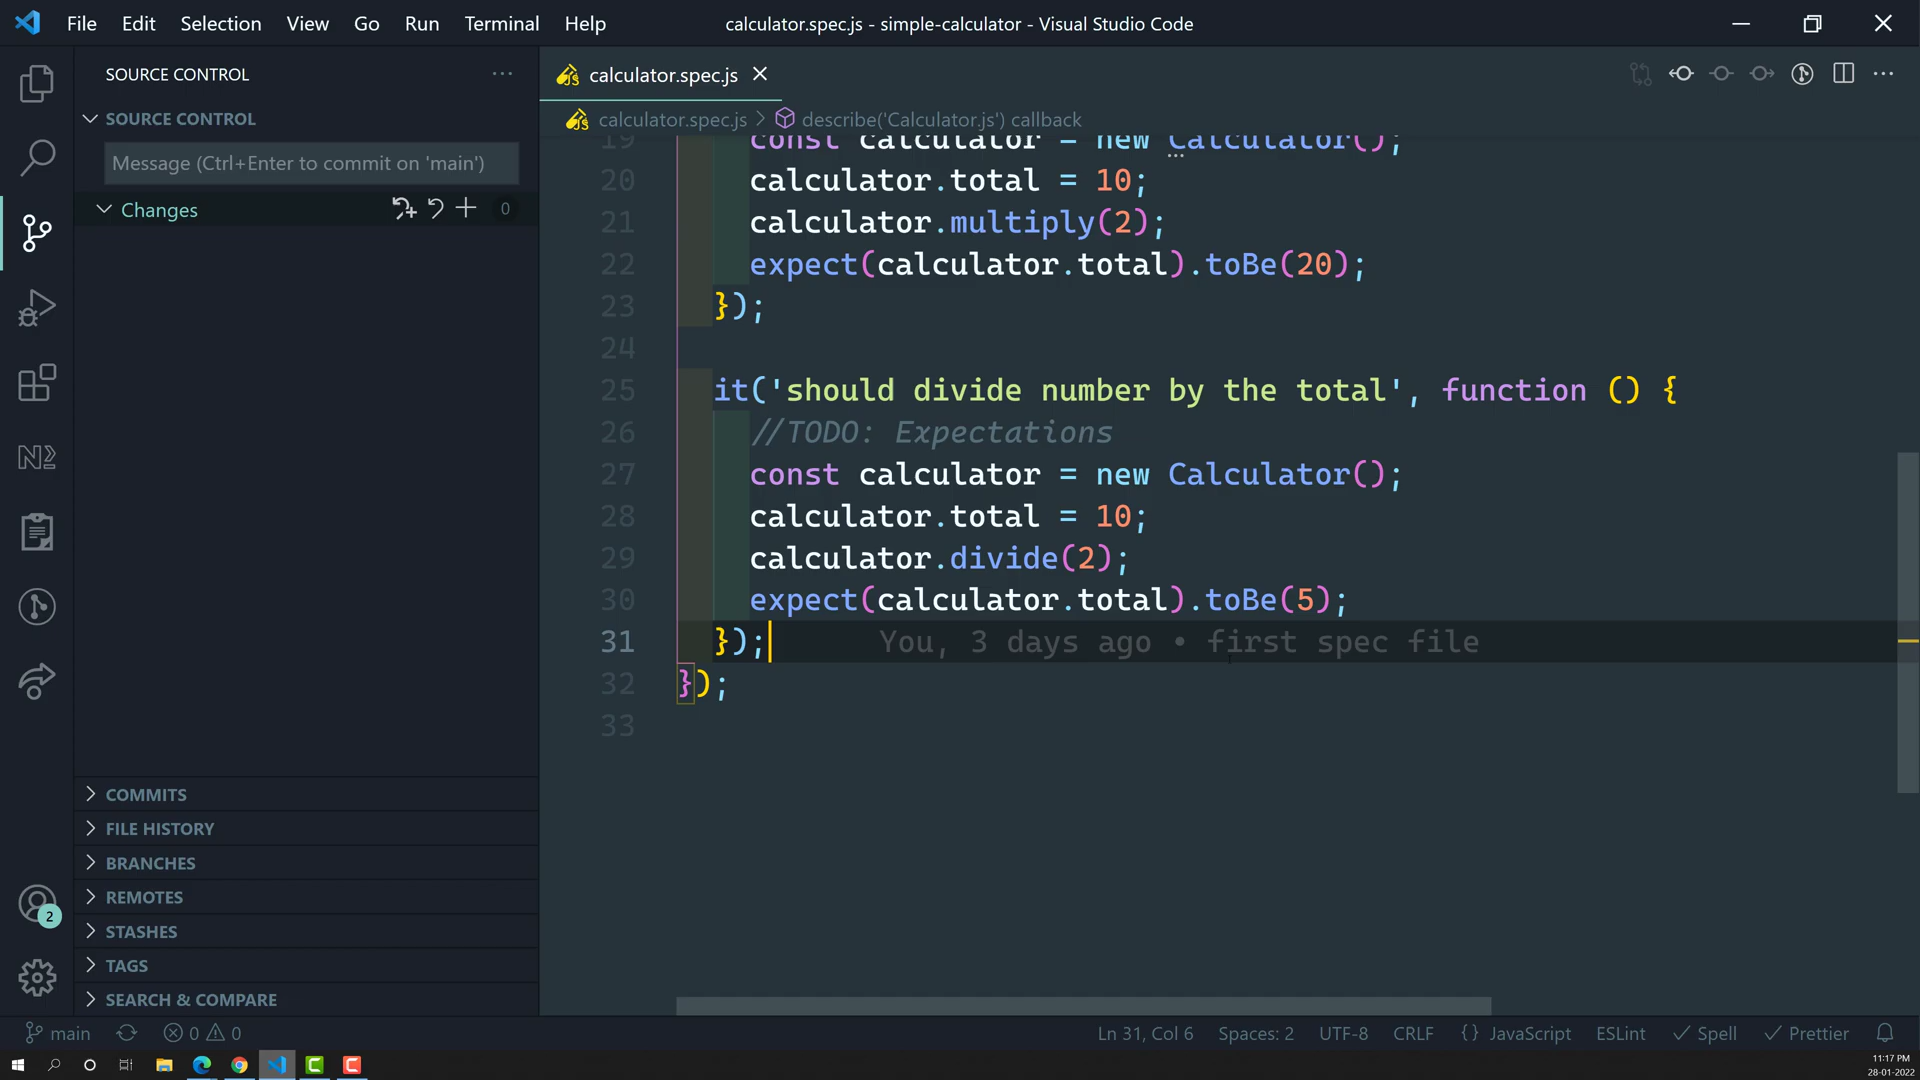 File Edit Selection View Go Run Terminal Help
calculator.spec.js - simple-calculator - Visual Studio Code
SOURCE CONTROL
SOURCE CONTROL
Message (Ctrl+Enter to commit on 'main')
Changes 0
COMMITS
FILE HISTORY
BRANCHES
REMOTES
STASHES
TAGS
SEARCH & COMPARE
2
calculator.spec.js
calculator.spec.js > describe('Calculator.js') callback
19 const calculator = new Calculator();
20 calculator.total = 10;
21 calculator.multiply(2);
22 expect(calculator.total).toBe(20);
23 });
24
25 it('should divide number by the total', function () {
26 //TODO: Expectations
27 const calculator = new Calculator();
28 calculator.total = 10;
29 calculator.divide(2);
30 expect(calculator.total).toBe(5);
31 }); You, 3 days ago • first spec file
32 });
33
main 0 0 Ln 31, Col 6 Spaces: 2 UTF-8 CRLF {} JavaScript ESLint Spell Prettier
11:17 PM
28-01-2022